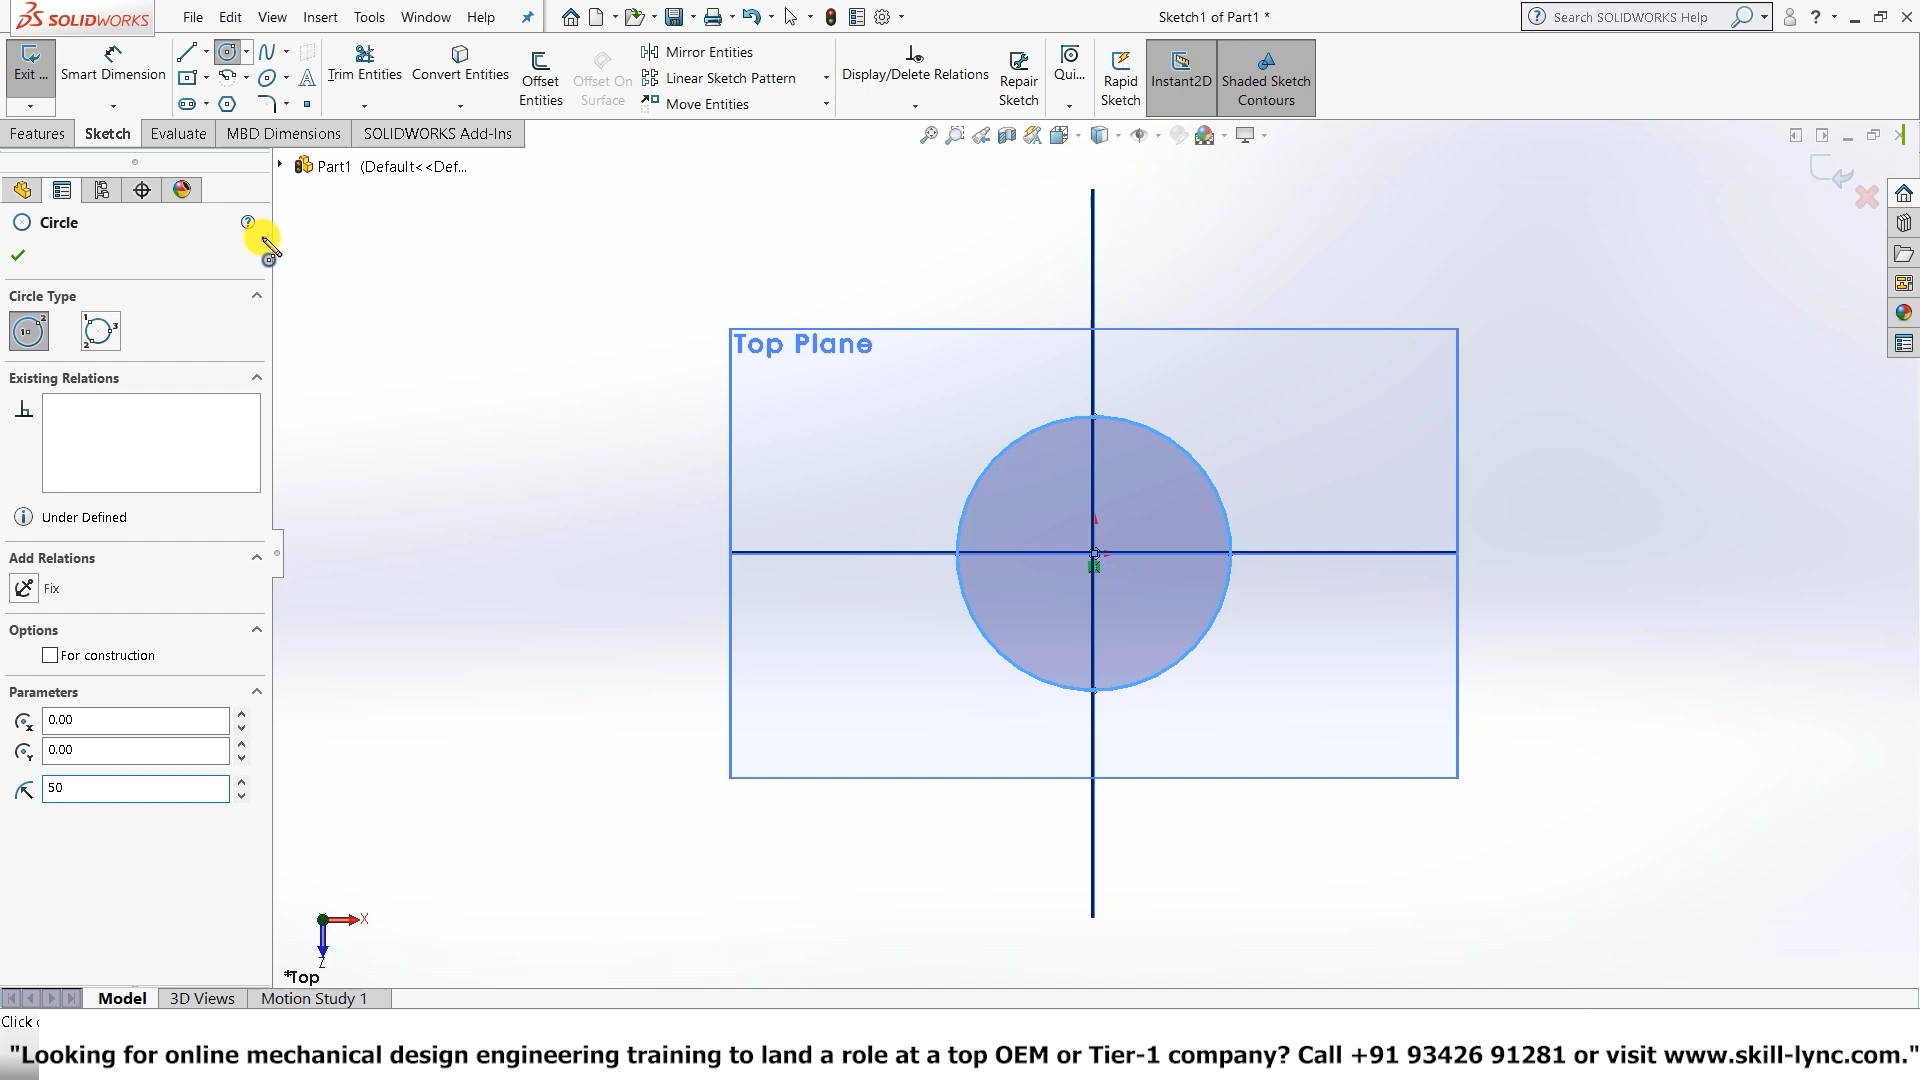 SOLIDWORKS
File Edit View Insert Tools Window Help
Sketch1 of Part1 *
Search SOLIDWORKS Help
Exit ...
Smart Dimension
Trim Entities
Convert Entities
Offset Entities
Offset On Surface
Mirror Entities
Linear Sketch Pattern
Move Entities
Display/Delete Relations
Repair Sketch
Qui...
Rapid Sketch
Instant2D
Shaded Sketch Contours
Features Sketch Evaluate MBD Dimensions SOLIDWORKS Add-Ins
Part1 (Default<<Def...
Circle
Circle Type
Existing Relations
Under Defined
Add Relations
Fix
Options
For construction
Parameters
0.00
0.00
50
Top Plane
X
Z
*Top
Model 3D Views Motion Study 1
Click
"Looking for online mechanical design engineering training to land a role at a top OEM or Tier-1 company? Call +91 93426 91281 or visit www.skill-lync.com."